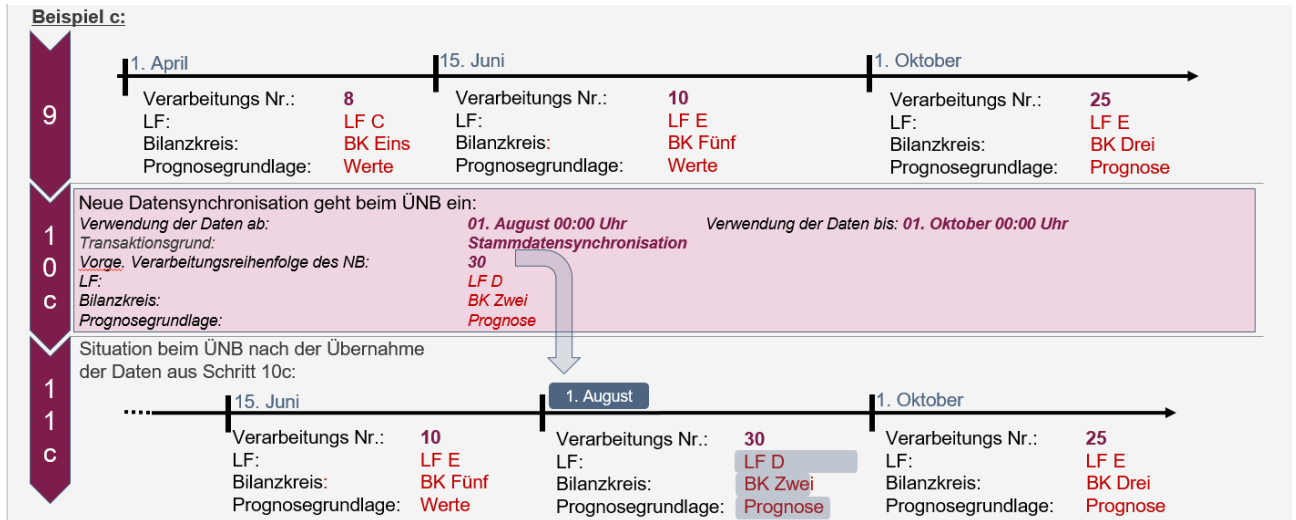 Beispiel c:
1. April 15. Juni 1. Oktober
9
Verarbeitungs Nr.: 8 Verarbeitungs Nr.: 10 Verarbeitungs Nr.: 25
LF: LF C LF: LF E LF: LF E
Bilanzkreis: BK Eins Bilanzkreis: BK Fünf Bilanzkreis: BK Drei
Prognosegrundlage: Werte Prognosegrundlage: Werte Prognosegrundlage: Prognose
10c
Neue Datensynchronisation geht beim ÜNB ein:
Verwendung der Daten ab: 01. August 00:00 Uhr Verwendung der Daten bis: 01. Oktober 00:00 Uhr
Transaktionsgrund: Stammdatensynchronisation
Vorge. Verarbeitungsreihenfolge des NB: 30
LF: LF D
Bilanzkreis: BK Zwei
Prognosegrundlage: Prognose
11c
Situation beim ÜNB nach der Übernahme
der Daten aus Schritt 10c:
15. Juni 1. August 1. Oktober
Verarbeitungs Nr.: 10 Verarbeitungs Nr.: 30 Verarbeitungs Nr.: 25
LF: LF E LF: LF D LF: LF E
Bilanzkreis: BK Fünf Bilanzkreis: BK Zwei Bilanzkreis: BK Drei
Prognosegrundlage: Werte Prognosegrundlage: Prognose Prognosegrundlage: Prognose